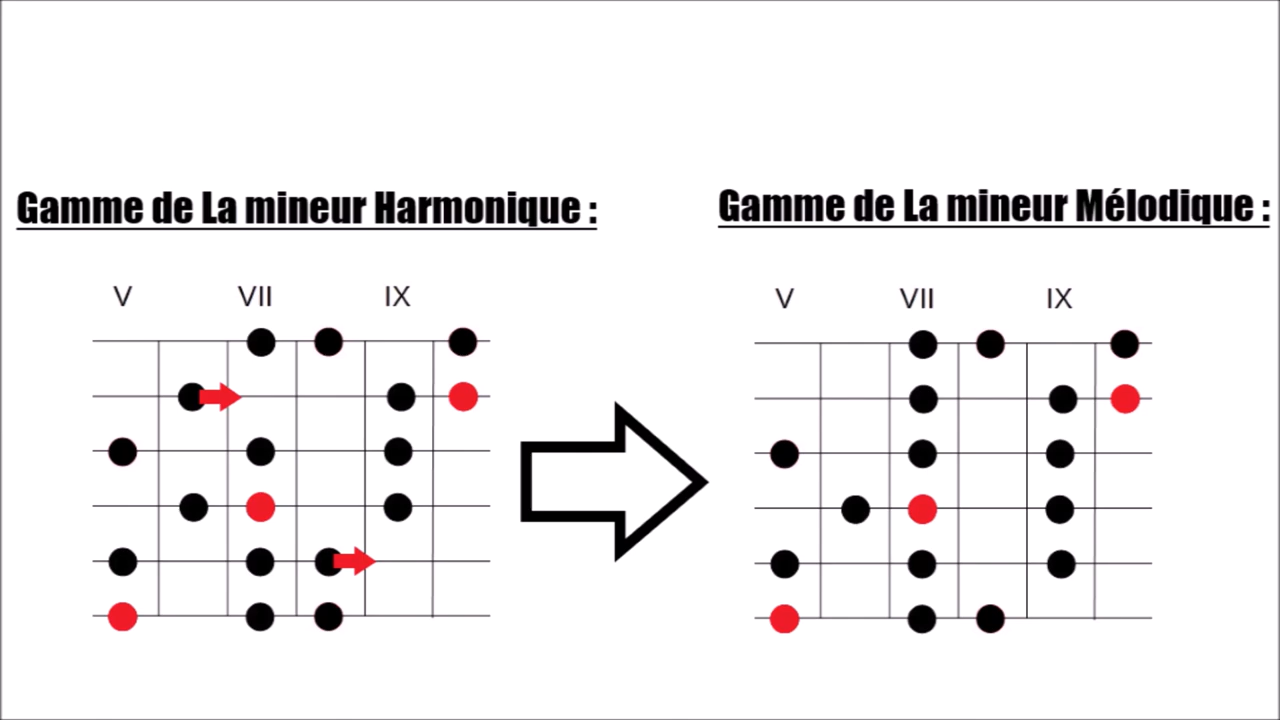 Gamme de La mineur Harmonique :
Gamme de La mineur Mélodique :
V VII IX
V VII IX